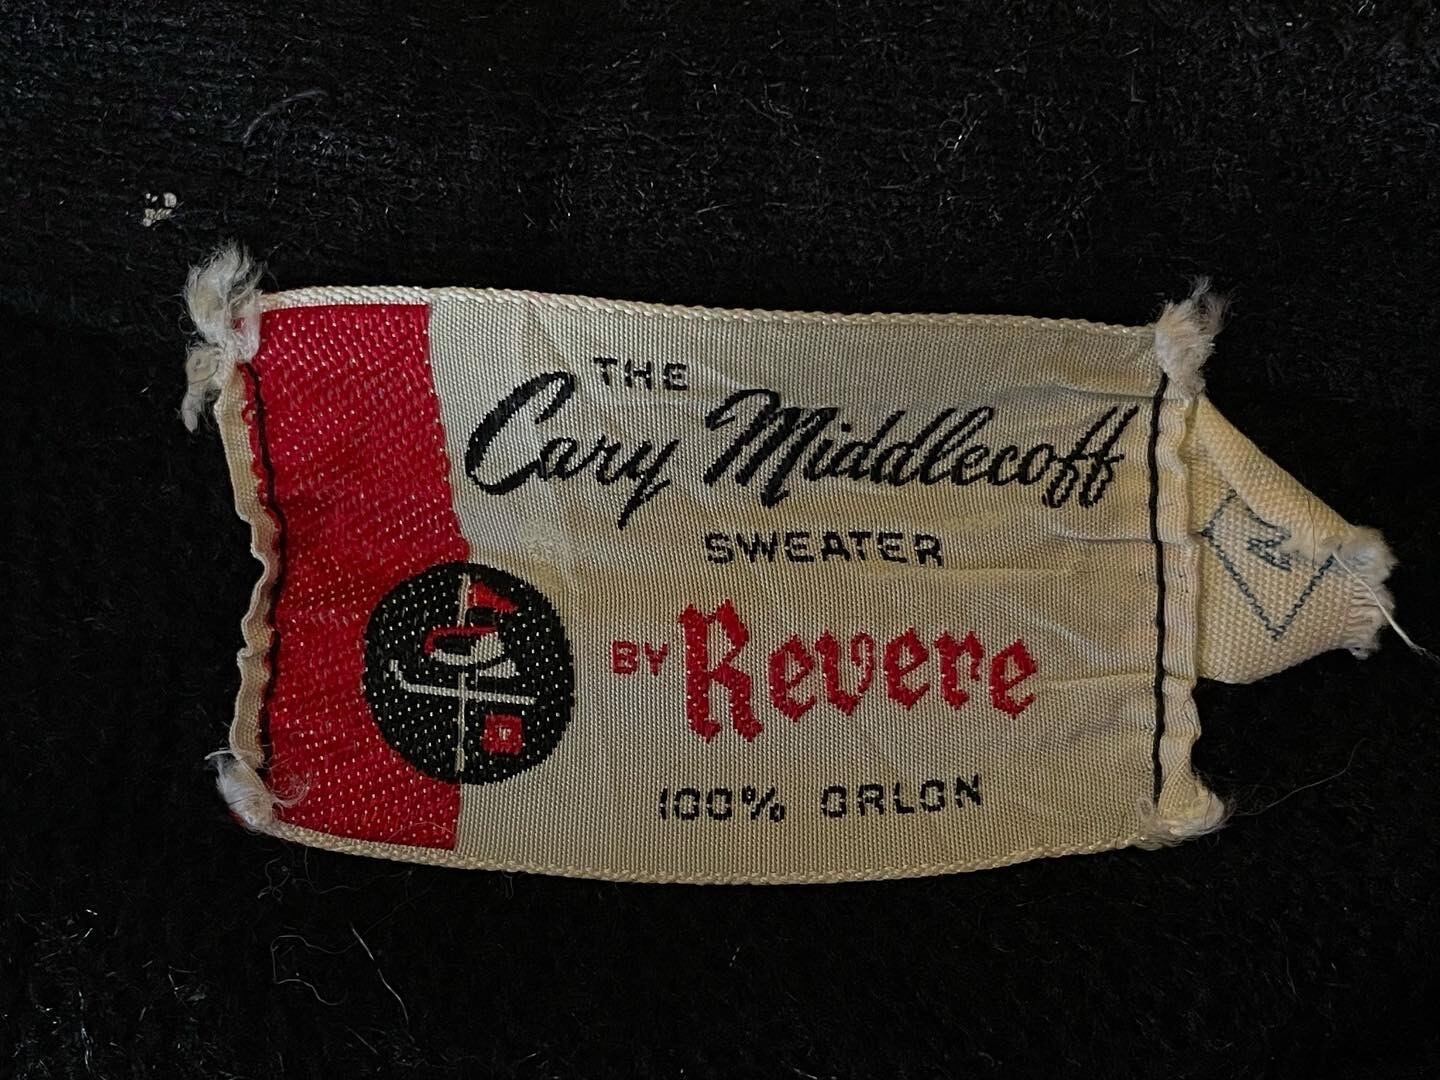 THE
Cary Middlecoff
SWEATER
BY Revere
100% ORLON